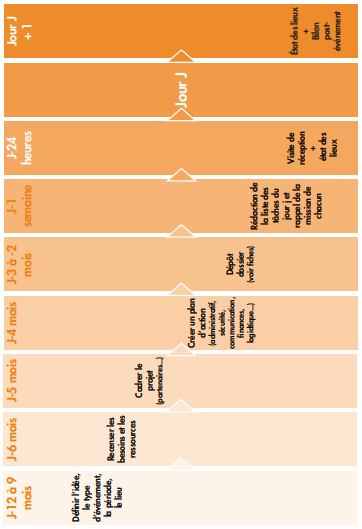 J-12 à 9
mois
Définir l'idée,
le type
d'événement,
la période,
le lieu
J-6 mois
Recenser les
besoins et les
ressources
J-5 mois
Cadrer le
projet
(partenaires...)
J-4 mois
Créer un plan
d'action
(administratif,
sécurité,
communication,
finances,
logistique...)
J-3 à -2
mois
Dépôt
dossier
(voir fiches)
J-1
semaine
Rédaction de
la liste des
tâches du
jour j et
rappel de la
mission de
chacun
J-24
heures
Visite de
réception
+
état des
lieux
Jour J
Jour J
+ 1
État des lieux
+
Bilan
post-
événement